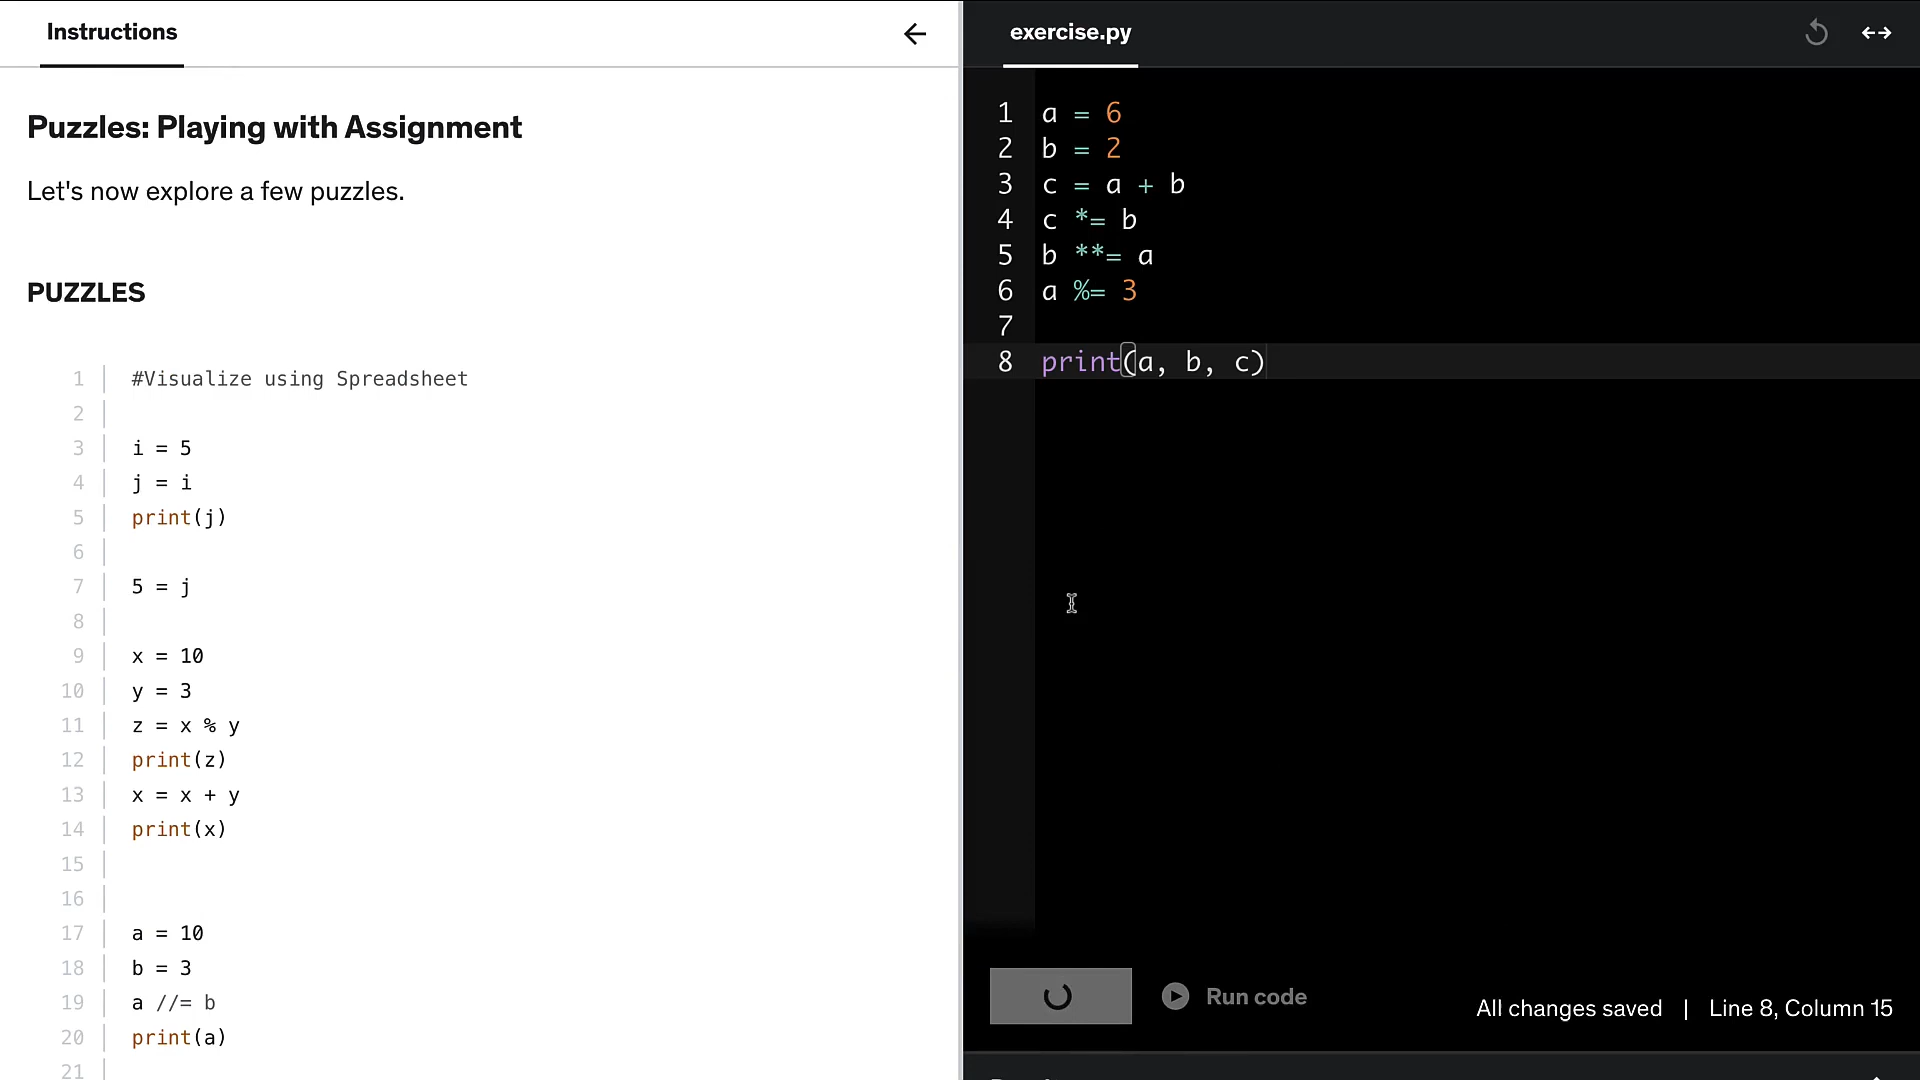 Instructions
Puzzles: Playing with Assignment
Let's now explore a few puzzles.
PUZZLES
1 #Visualize using Spreadsheet
2
3 i = 5
4 j = i
5 print(j)
6
7 5 = j
8
9 x = 10
10 y = 3
11 z = x % y
12 print(z)
13 x = x + y
14 print(x)
15
16
17 a = 10
18 b = 3
19 a //= b
20 print(a)
21
exercise.py
1 a = 6
2 b = 2
3 c = a + b
4 c *= b
5 b **= a
6 a %= 3
7
8 print(a, b, c)
Run code
All changes saved | Line 8, Column 15